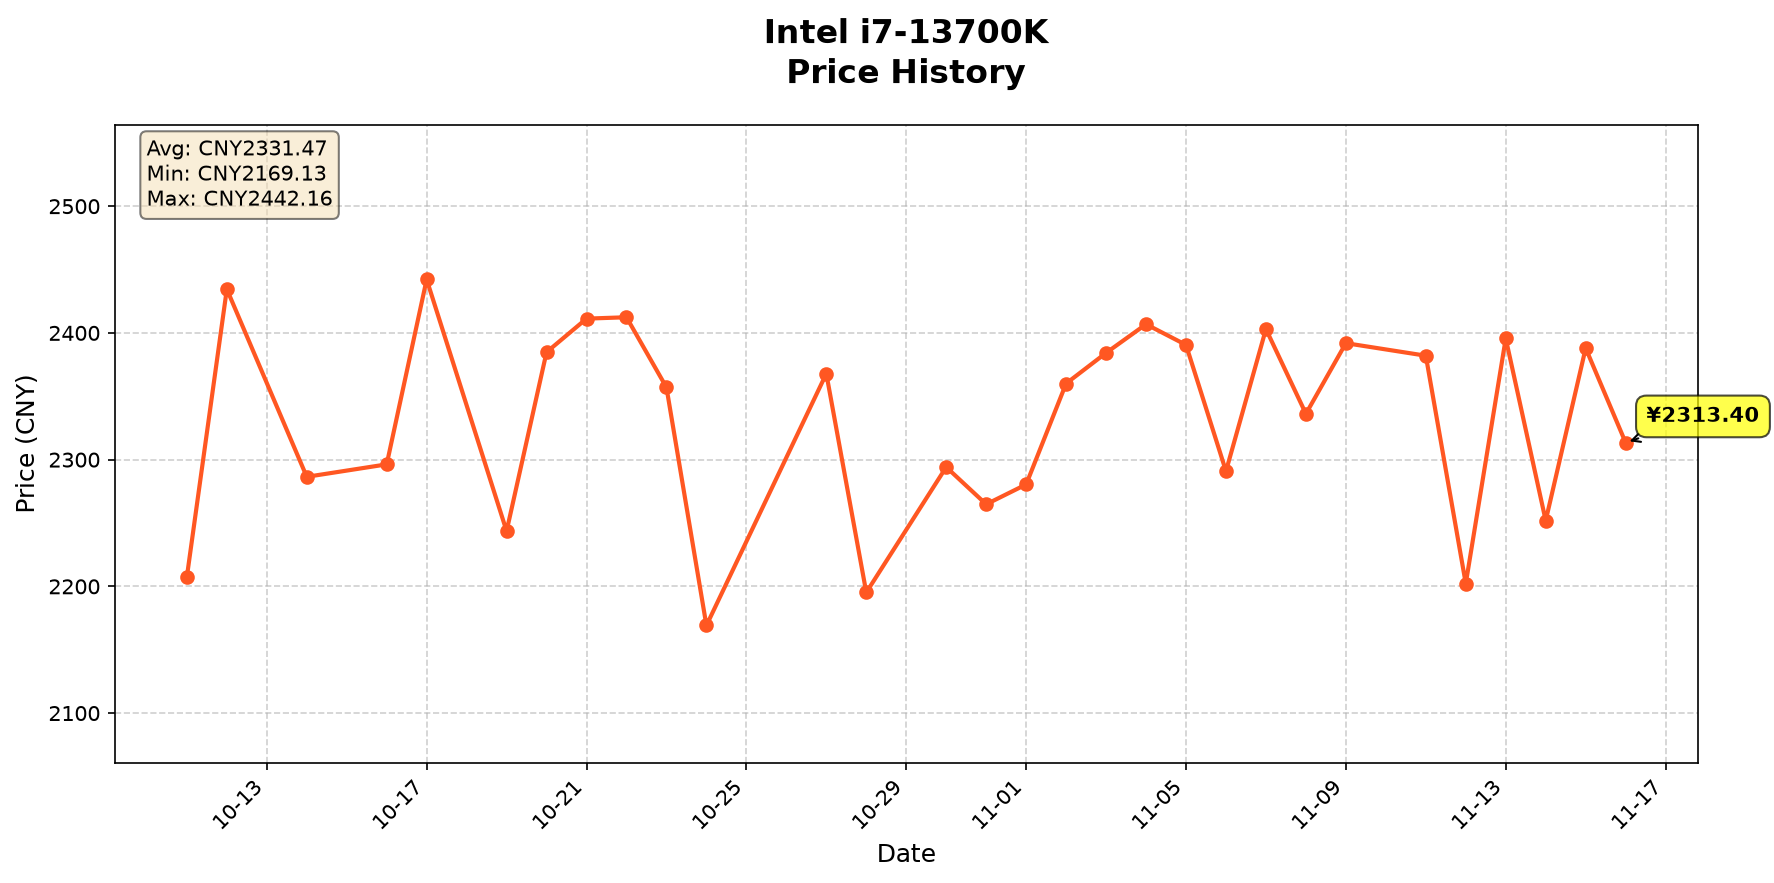 Intel i7-13700K
Price History
Avg: CNY2331.47
Min: CNY2169.13
Max: CNY2442.16
2500
2400
2300
2200
2100
Price (CNY)
¥2313.40
10-13
10-17
10-21
10-25
10-29
11-01
11-05
11-09
11-13
11-17
Date